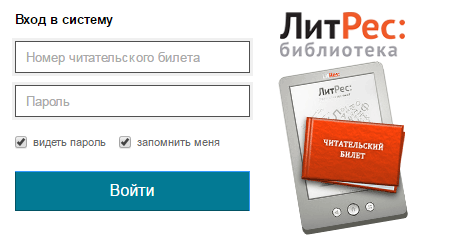 Вход в систему
Номер читательского билета
Пароль
видеть пароль
запомнить меня
Войти
ЛитРес:
библиотека
ЛитРес:
ЧИТАТЕЛЬСКИЙ
БИЛЕТ